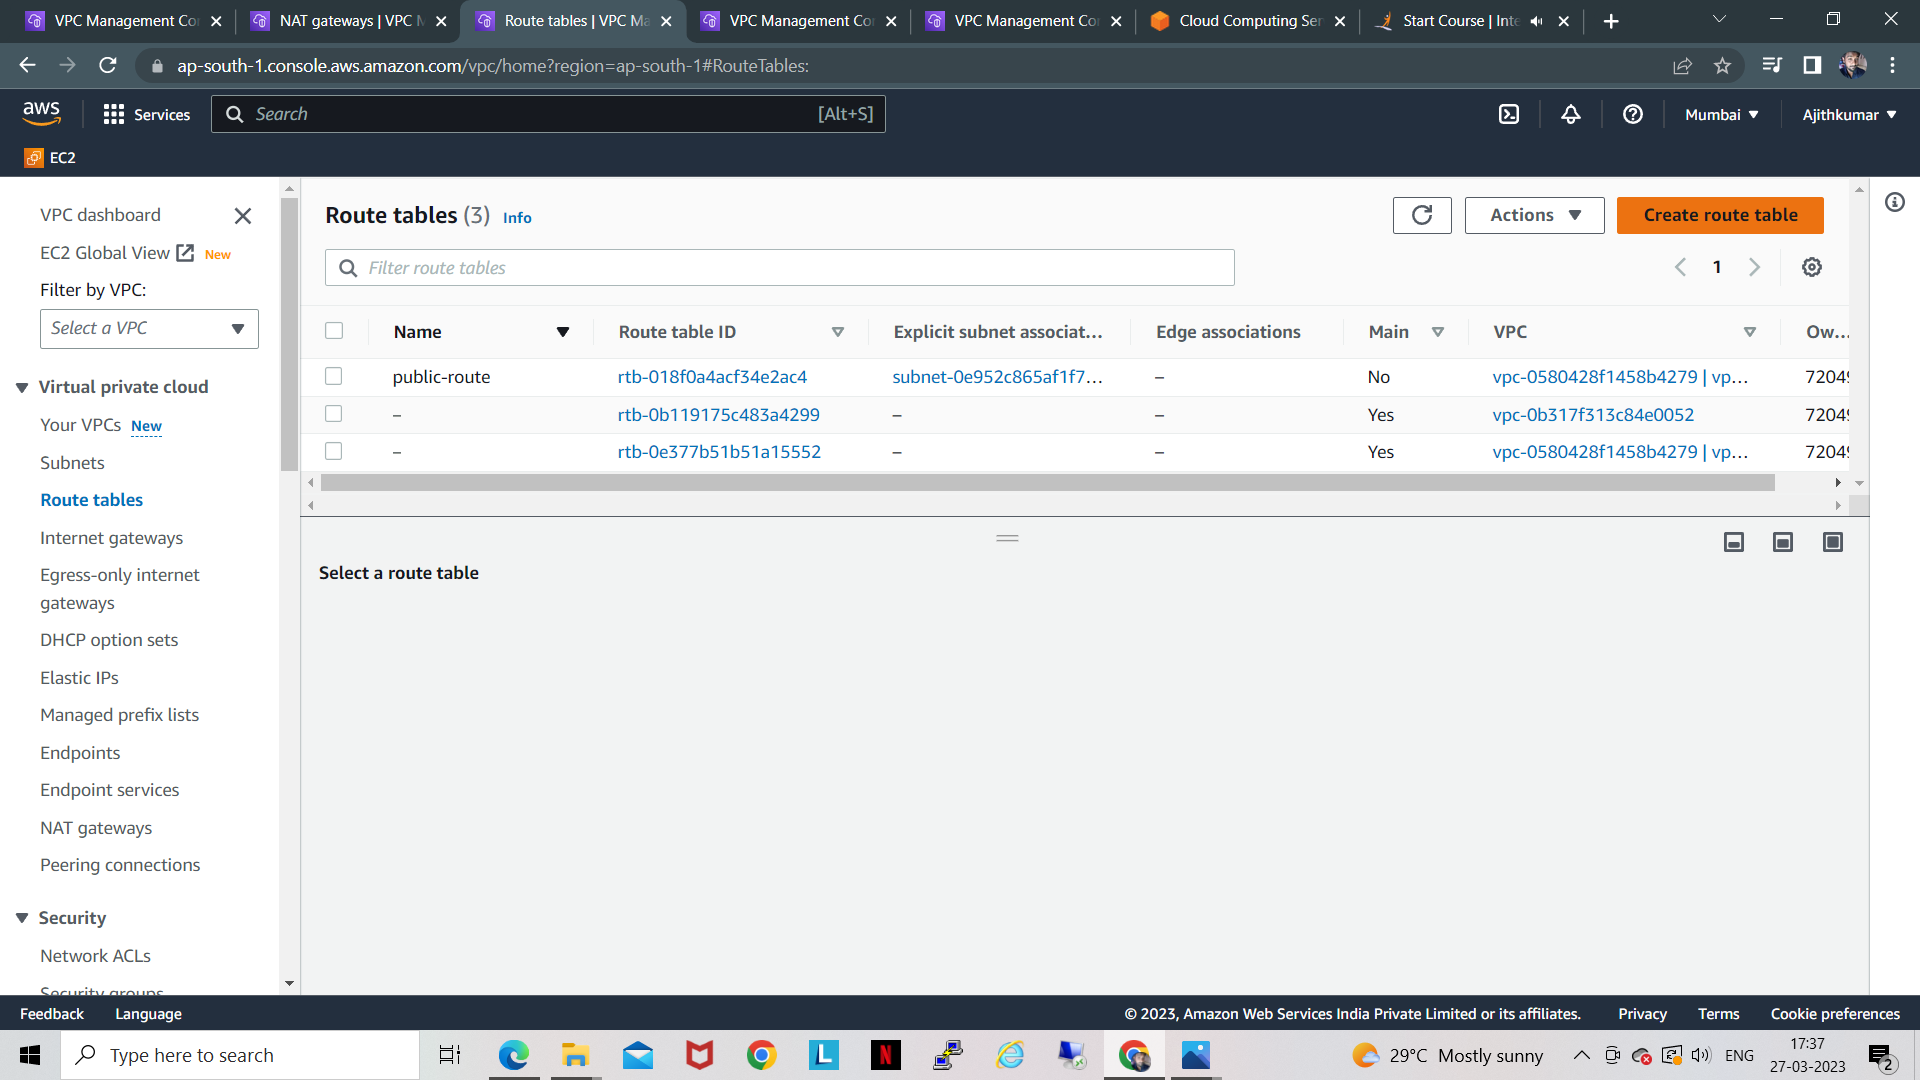 VPC Management Co
NAT gateways | VPC M
Route tables | VPC Ma
VPC Management Co
VPC Management Co
Cloud Computing Ser
Start Course | Inte
ap-south-1.console.aws.amazon.com/vpc/home?region=ap-south-1#RouteTables:
aws
Services
Search
[Alt+S]
Mumbai
Ajithkumar
EC2
VPC dashboard
EC2 Global View New
Filter by VPC:
Select a VPC
Virtual private cloud
Your VPCs New
Subnets
Route tables
Internet gateways
Egress-only internet
gateways
DHCP option sets
Elastic IPs
Managed prefix lists
Endpoints
Endpoint services
NAT gateways
Peering connections
Security
Network ACLs
Security groups
Route tables (3) Info
Actions
Create route table
Filter route tables
1
Name Route table ID Explicit subnet associat... Edge associations Main VPC Ow...
public-route rtb-018f0a4acf34e2ac4 subnet-0e952c865af1f7... – No vpc-0580428f1458b4279 | vp... 7204
– rtb-0b119175c483a4299 – – Yes vpc-0b317f313c84e0052 7204
– rtb-0e377b51b51a15552 – – Yes vpc-0580428f1458b4279 | vp... 7204
Select a route table
Feedback
Language
© 2023, Amazon Web Services India Private Limited or its affiliates.
Privacy
Terms
Cookie preferences
Type here to search
L
N
29°C Mostly sunny
ENG
17:37
27-03-2023
2